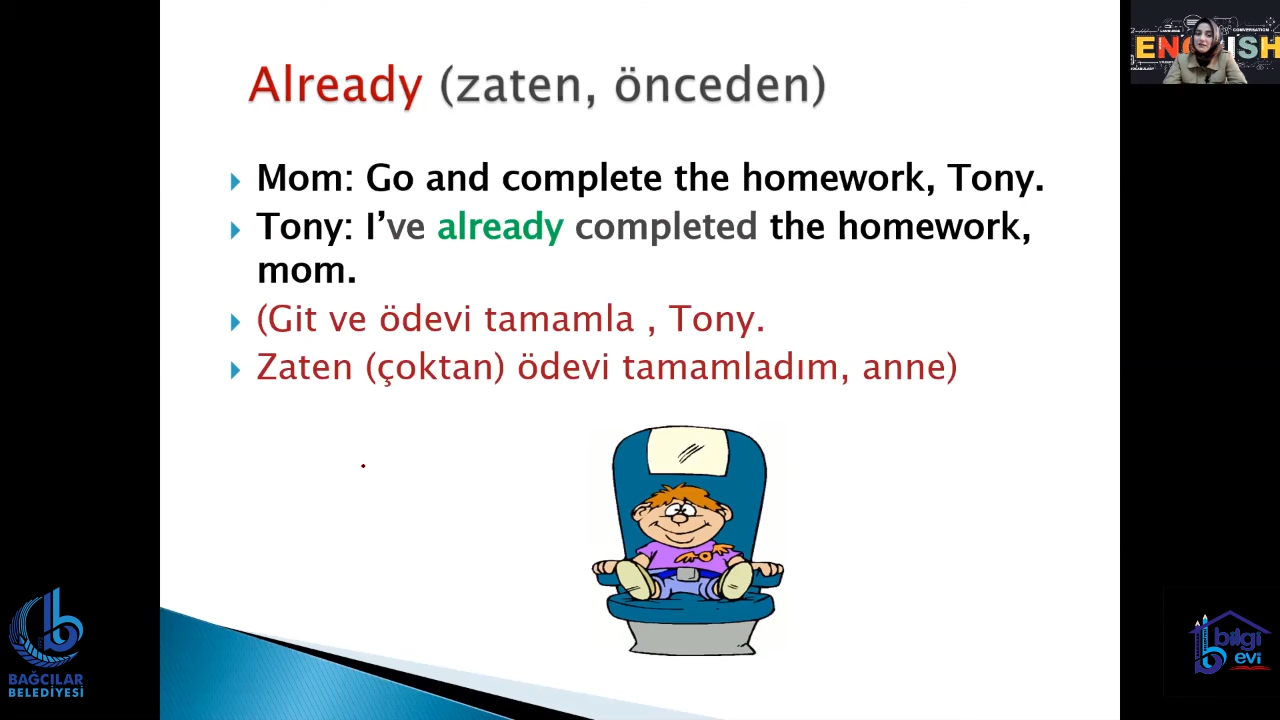 Already (zaten, önceden)
Mom: Go and complete the homework, Tony.
Tony: I’ve already completed the homework,
mom.
(Git ve ödevi tamamla , Tony.
Zaten (çoktan) ödevi tamamladım, anne)
BAĞCILAR
BELEDİYESİ
bilgi
evi
CONVERSATION